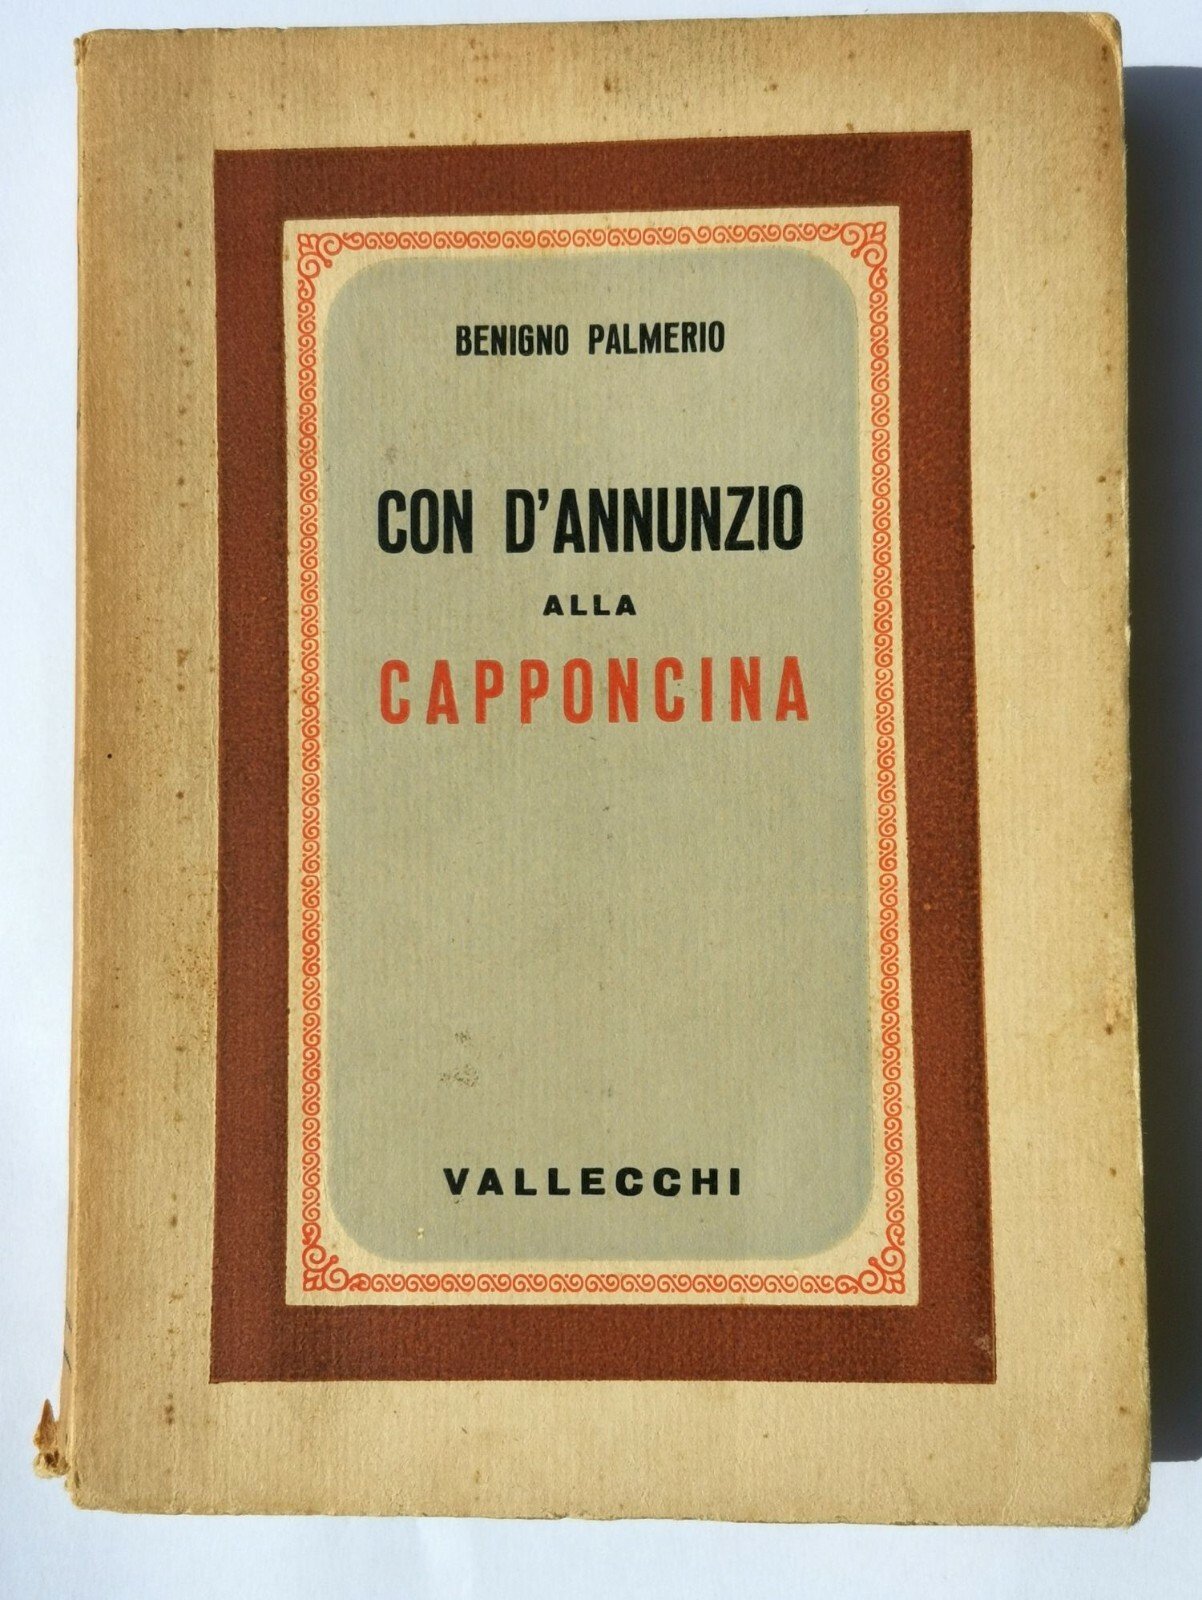 BENIGNO PALMERIO
CON D'ANNUNZIO
ALLA
CAPPONCINA
VALLECCHI